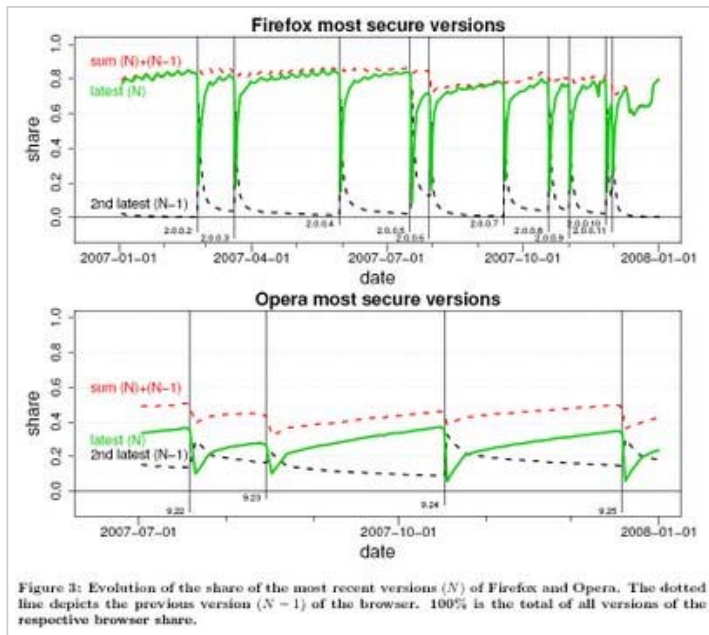 Firefox most secure versions
1.0
0.8
0.6
0.4
0.2
0.0
share
sum (N)+(N-1)
latest (N)
2nd latest (N-1)
2.0.0.2
2.0.0.3
2.0.0.4
2.0.0.5
2.0.0.6
2.0.0.7
2.0.0.8
2.0.0.9
2.0.0.10
2.0.0.11
2007-01-01
2007-04-01
2007-07-01
2007-10-01
2008-01-01
date
Opera most secure versions
1.0
0.8
0.6
0.4
0.2
0.0
share
sum (N)+(N-1)
latest (N)
2nd latest (N-1)
9.22
9.23
9.24
9.25
2007-07-01
2007-10-01
2008-01-01
date
Figure 3: Evolution of the share of the most recent versions (N) of Firefox and Opera. The dotted
line depicts the previous version (N − 1) of the browser. 100% is the total of all versions of the
respective browser share.